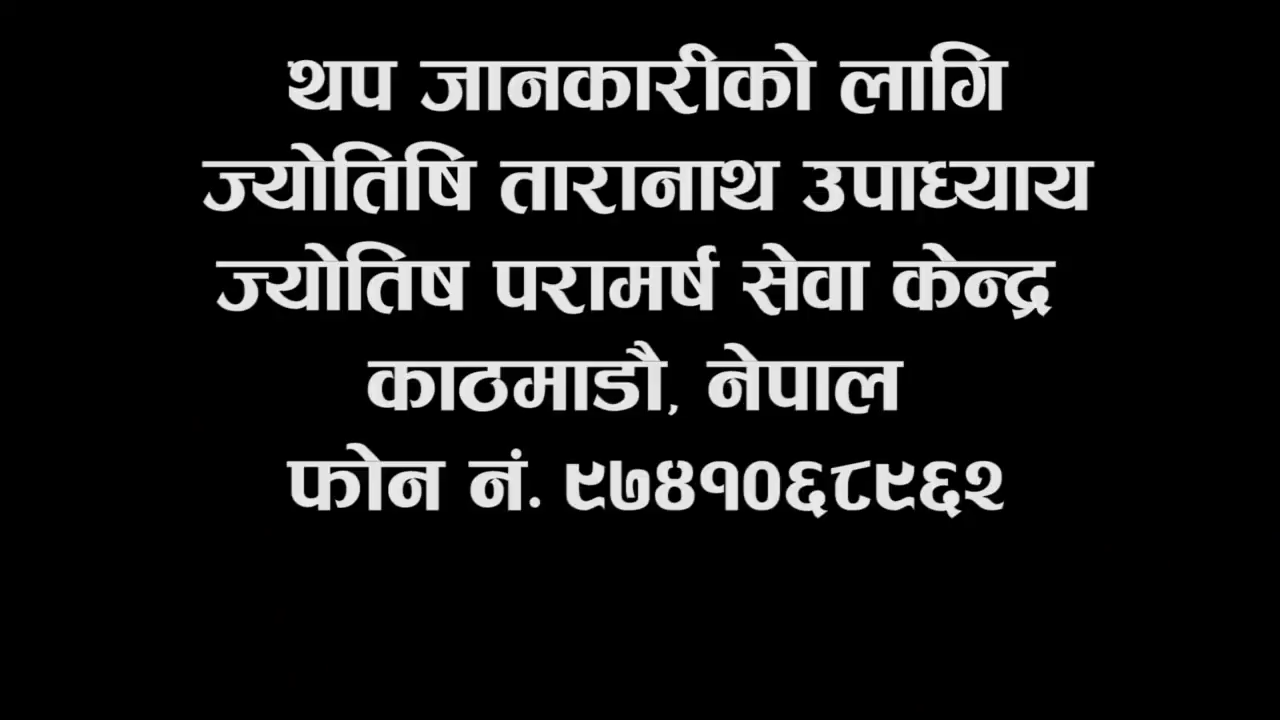 थप जानकारीको लागि
ज्योतिषि तारानाथ उपाध्याय
ज्योतिष परामर्ष सेवा केन्द्र
काठमाडौ, नेपाल
फोन नं. ९७४१०६८९६२